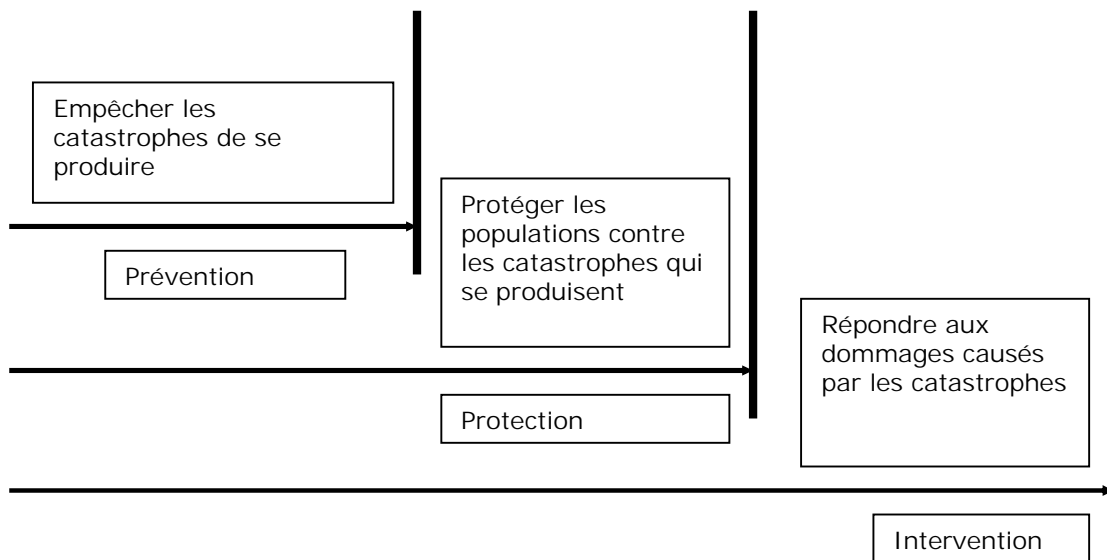 Empêcher les
catastrophes de se
produire
Prévention
Protéger les
populations contre
les catastrophes qui
se produisent
Protection
Répondre aux
dommages causés
par les catastrophes
Intervention